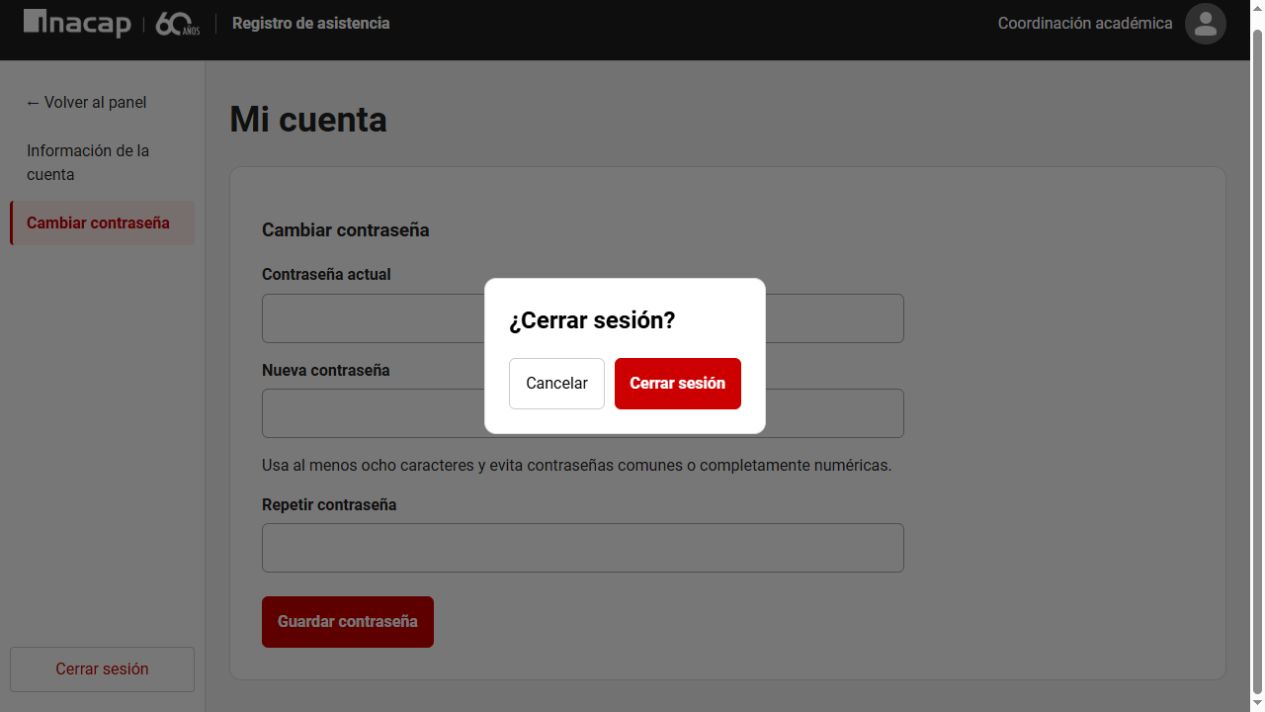 Inacap
60 AÑOS
Registro de asistencia
Coordinación académica
← Volver al panel
Información de la
cuenta
Cambiar contraseña
Cerrar sesión
Mi cuenta
Cambiar contraseña
Contraseña actual
Nueva contraseña
Usa al menos ocho caracteres y evita contraseñas comunes o completamente numéricas.
Repetir contraseña
Guardar contraseña
¿Cerrar sesión?
Cancelar
Cerrar sesión